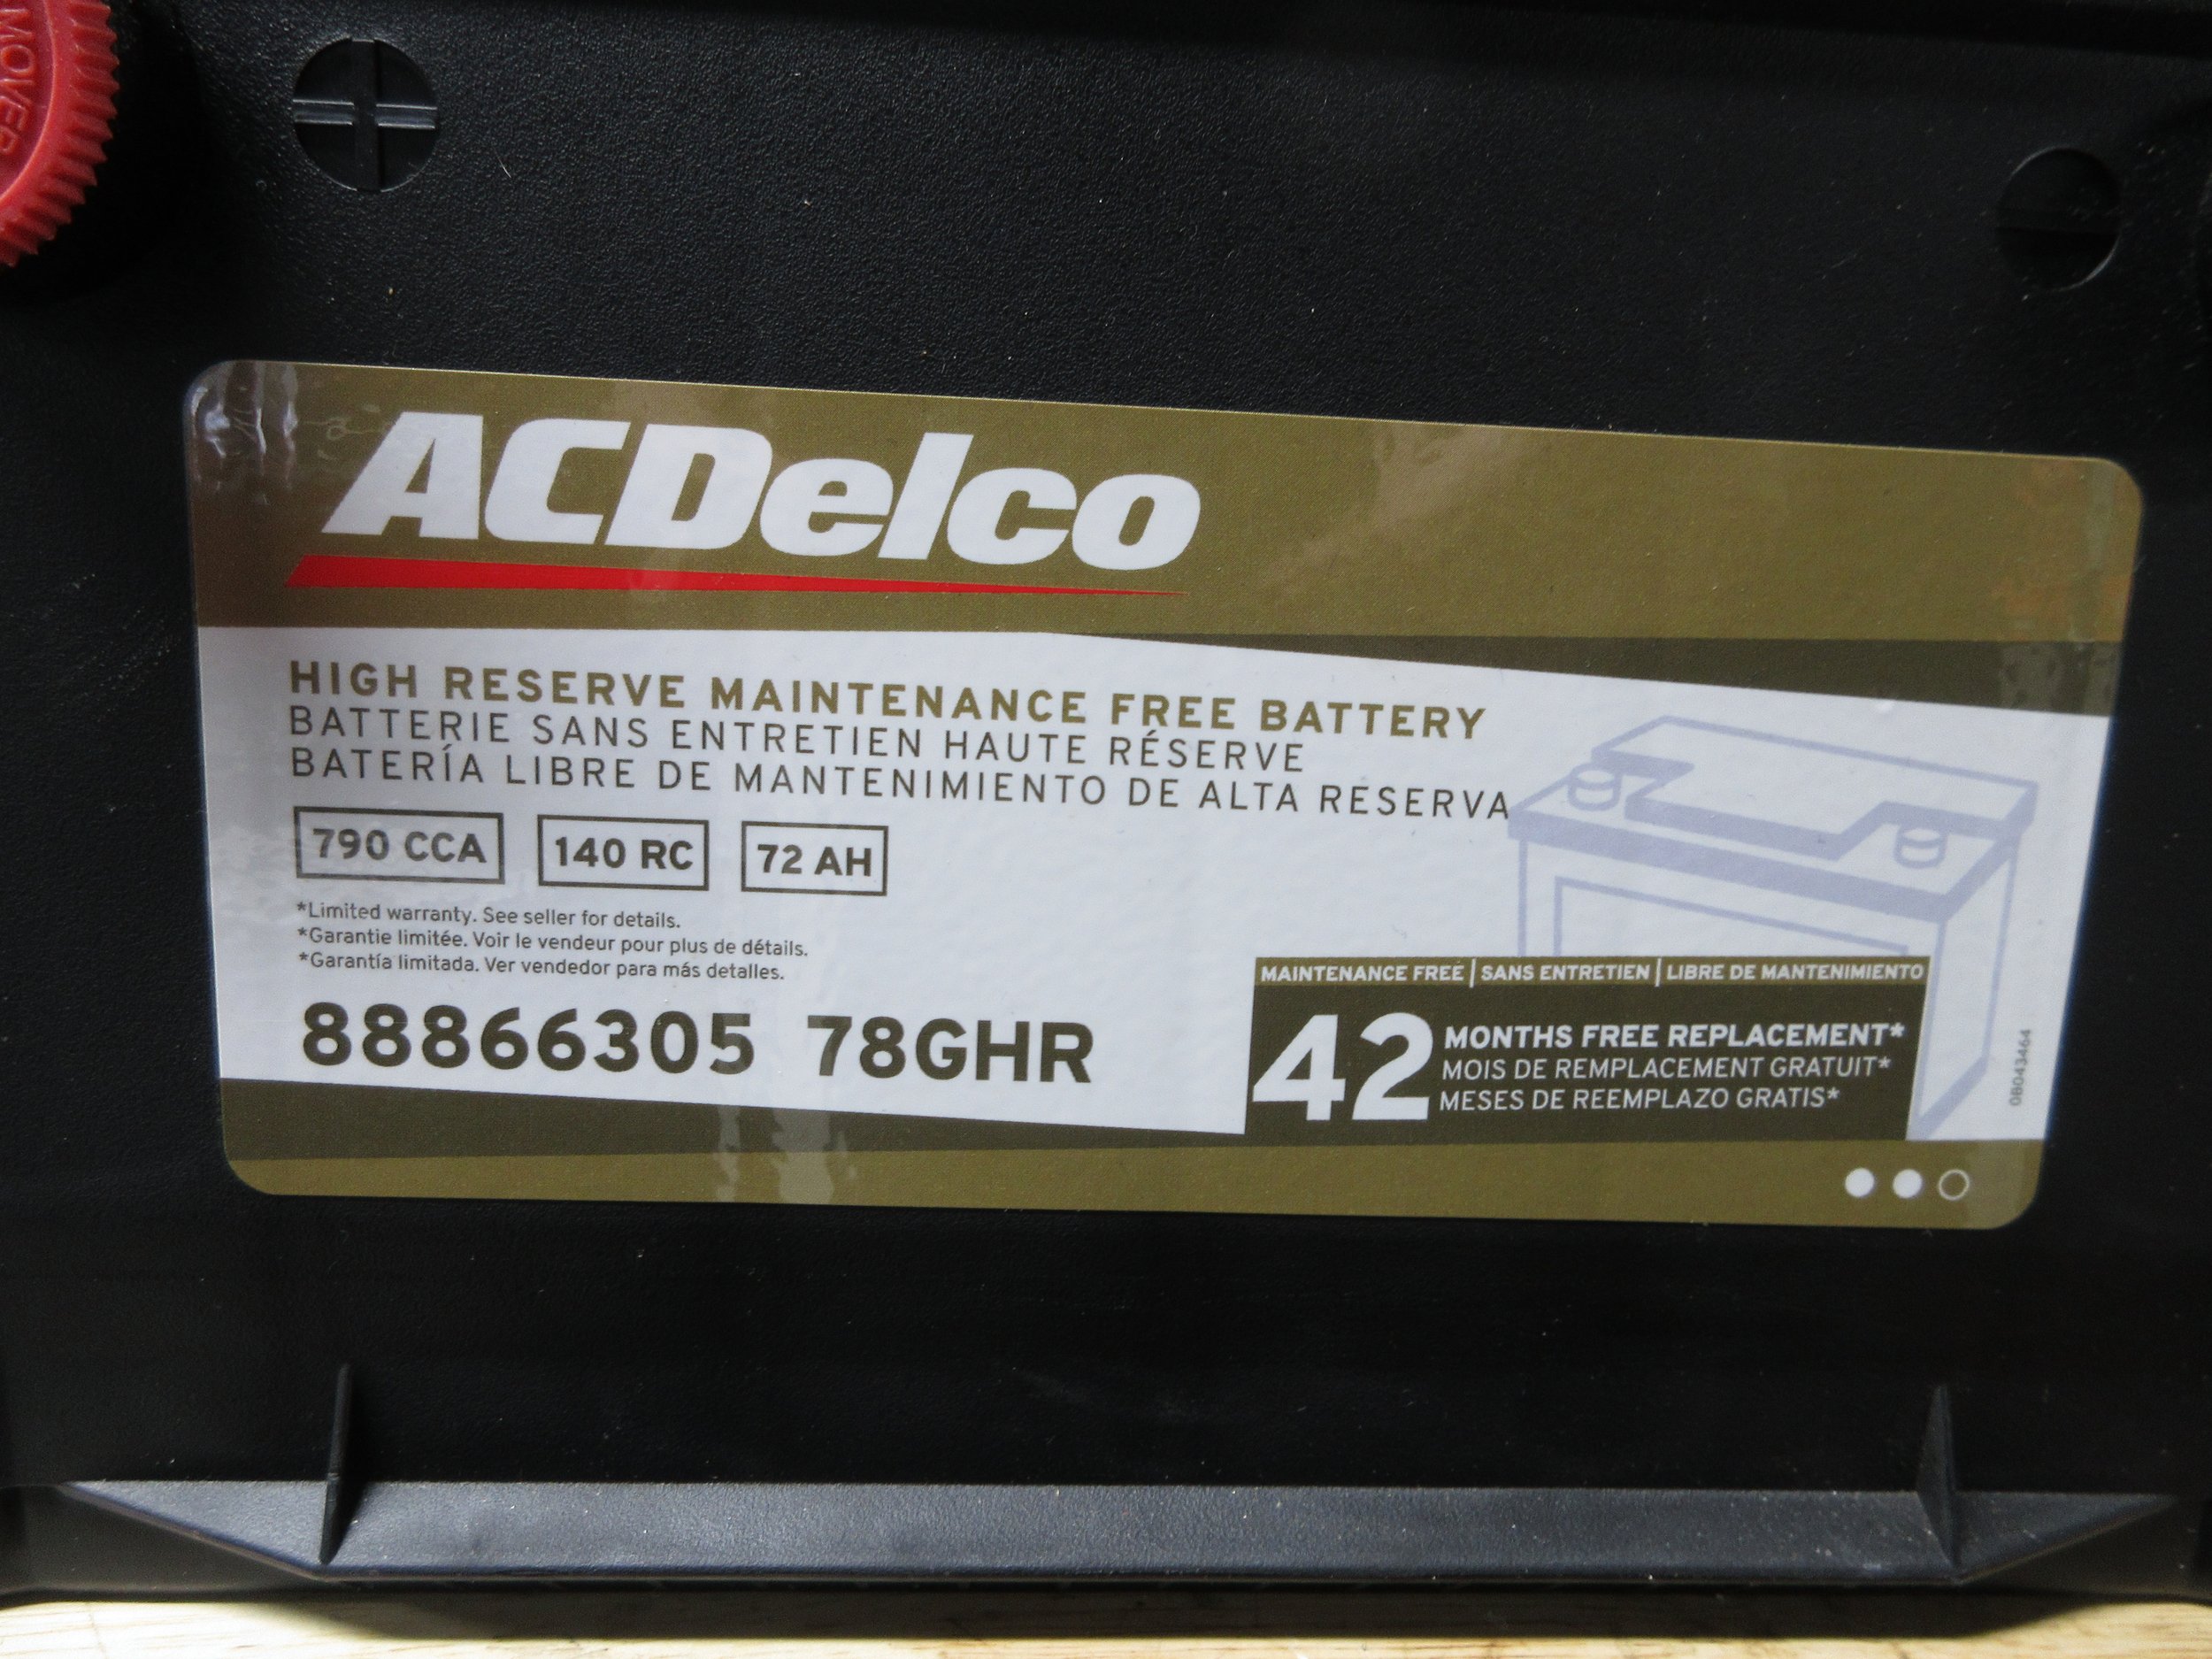 MOVER
ACDelco
HIGH RESERVE MAINTENANCE FREE BATTERY
BATTERIE SANS ENTRETIEN HAUTE RÉSERVE
BATERÍA LIBRE DE MANTENIMIENTO DE ALTA RESERVA
790 CCA 140 RC 72 AH
*Limited warranty. See seller for details.
*Garantie limitée. Voir le vendeur pour plus de détails.
*Garantía limitada. Ver vendedor para más detalles.
88866305 78GHR
MAINTENANCE FREE | SANS ENTRETIEN | LIBRE DE MANTENIMIENTO
42 MONTHS FREE REPLACEMENT*
MOIS DE REMPLACEMENT GRATUIT*
MESES DE REEMPLAZO GRATIS*
08043464